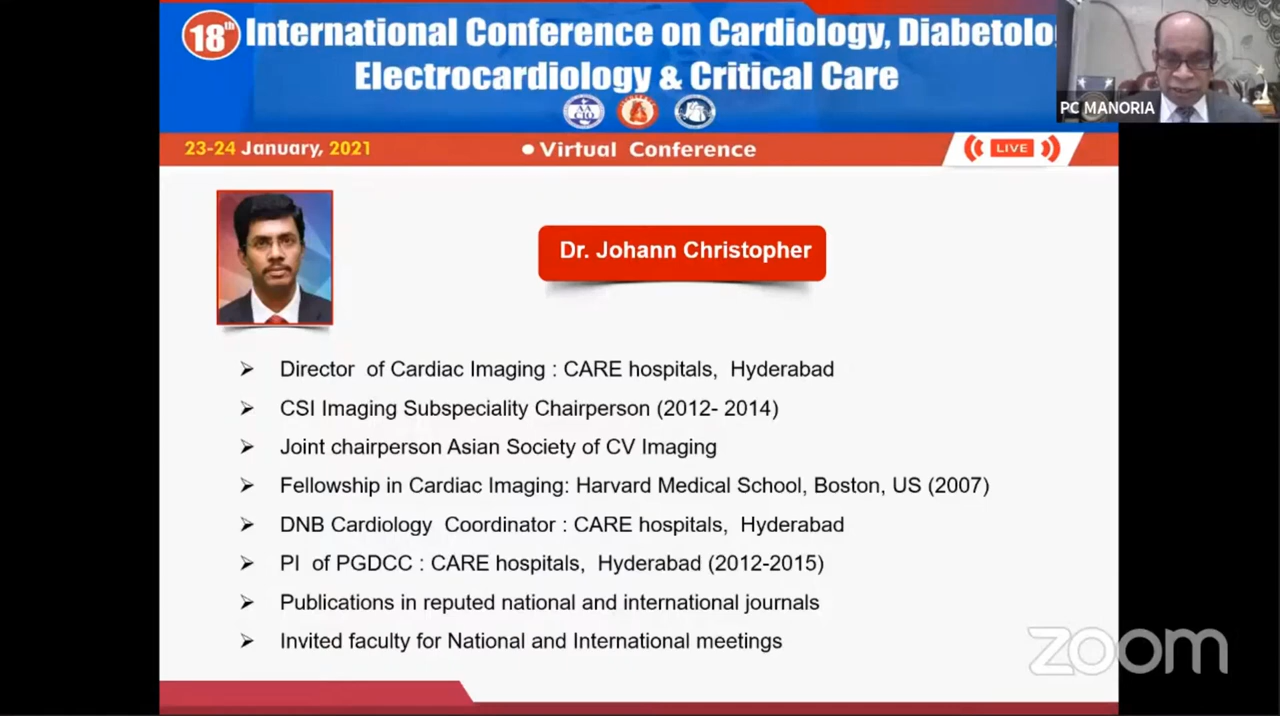 18th International Conference on Cardiology, Diabetolo
Electrocardiology & Critical Care
PC MANORIA
23-24 January, 2021
● Virtual Conference
LIVE
Dr. Johann Christopher
➢ Director of Cardiac Imaging : CARE hospitals, Hyderabad
➢ CSI Imaging Subspeciality Chairperson (2012- 2014)
➢ Joint chairperson Asian Society of CV Imaging
➢ Fellowship in Cardiac Imaging: Harvard Medical School, Boston, US (2007)
➢ DNB Cardiology Coordinator : CARE hospitals, Hyderabad
➢ PI of PGDCC : CARE hospitals, Hyderabad (2012-2015)
➢ Publications in reputed national and international journals
➢ Invited faculty for National and International meetings
zoom